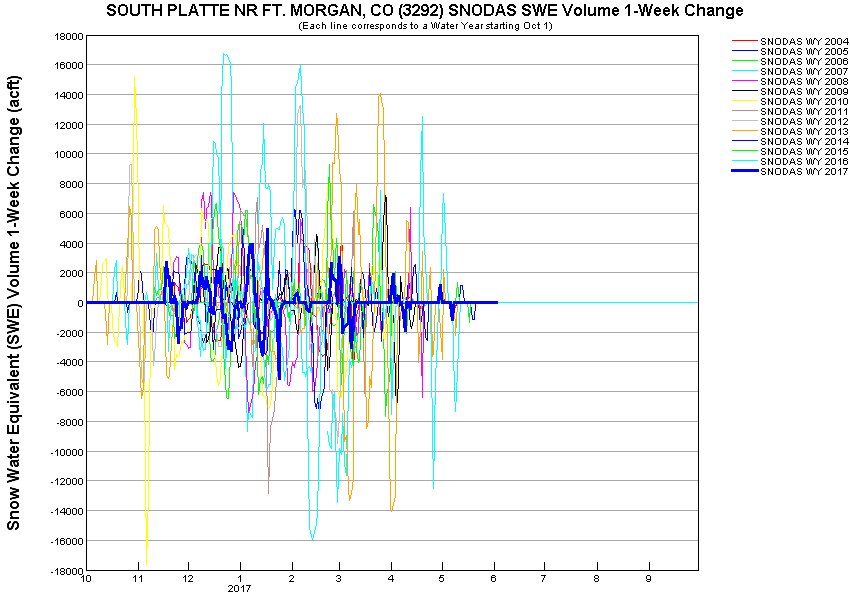 SOUTH PLATTE NR FT. MORGAN, CO (3292) SNODAS SWE Volume 1-Week Change
(Each line corresponds to a Water Year starting Oct 1)
Snow Water Equivalent (SWE) Volume 1-Week Change (acft)
18000
16000
14000
12000
10000
8000
6000
4000
2000
0
-2000
-4000
-6000
-8000
-10000
-12000
-14000
-16000
-18000
10 11 12 1 2 3 4 5 6 7 8 9
2017
SNODAS WY 2004
SNODAS WY 2005
SNODAS WY 2006
SNODAS WY 2007
SNODAS WY 2008
SNODAS WY 2009
SNODAS WY 2010
SNODAS WY 2011
SNODAS WY 2012
SNODAS WY 2013
SNODAS WY 2014
SNODAS WY 2015
SNODAS WY 2016
SNODAS WY 2017